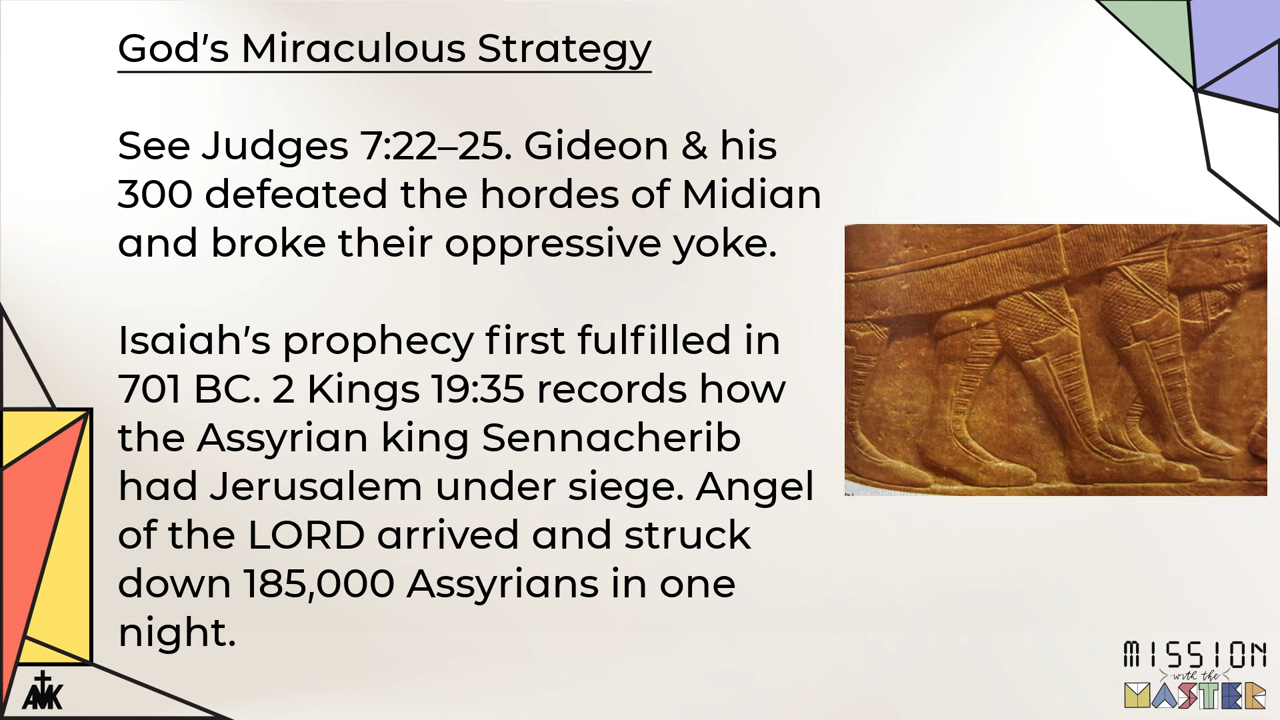 God's Miraculous Strategy
See Judges 7:22–25. Gideon & his
300 defeated the hordes of Midian
and broke their oppressive yoke.
Isaiah's prophecy first fulfilled in
701 BC. 2 Kings 19:35 records how
the Assyrian king Sennacherib
had Jerusalem under siege. Angel
of the LORD arrived and struck
down 185,000 Assyrians in one
night.
AMK
MISSION
with the
MASTER